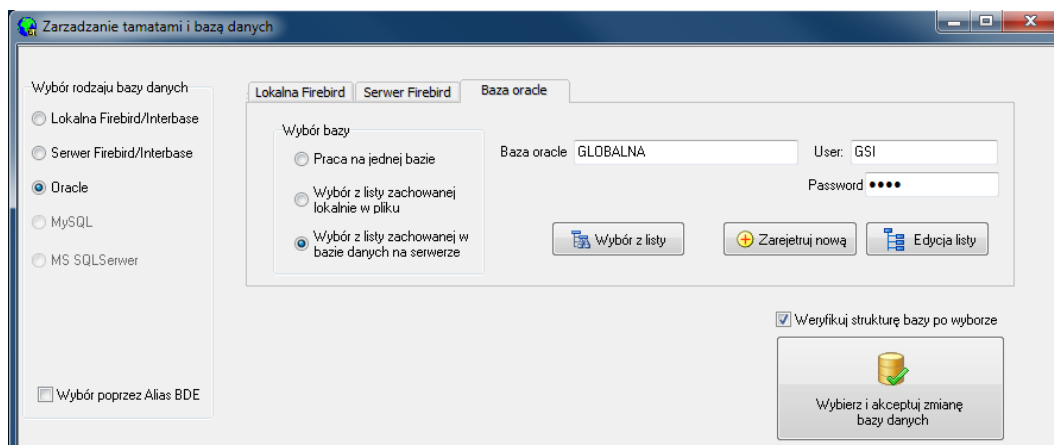 Zarzadzanie tamatami i bazą danych
Wybór rodzaju bazy danych
Lokalna Firebird/Interbase
Serwer Firebird/Interbase
Oracle
MySQL
MS SQLSerwer
Wybór poprzez Alias BDE
Lokalna Firebird
Serwer Firebird
Baza oracle
Wybór bazy
Praca na jednej bazie
Wybór z listy zachowanej
lokalnie w pliku
Wybór z listy zachowanej w
bazie danych na serwerze
Baza oracle GLOBALNA
User: GSI
Password ••••
Wybór z listy
Zarejetruj nową
Edycja listy
Weryfikuj strukturę bazy po wyborze
Wybierz i akceptuj zmianę
bazy danych